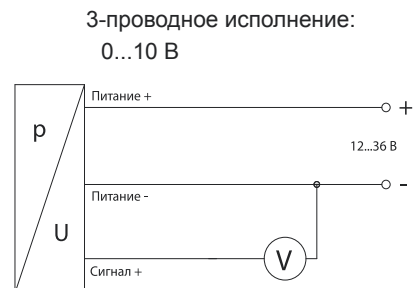 3-проводное исполнение:
0...10 В
Питание +
+
p
12...36 В
Питание -
-
U
V
Сигнал +